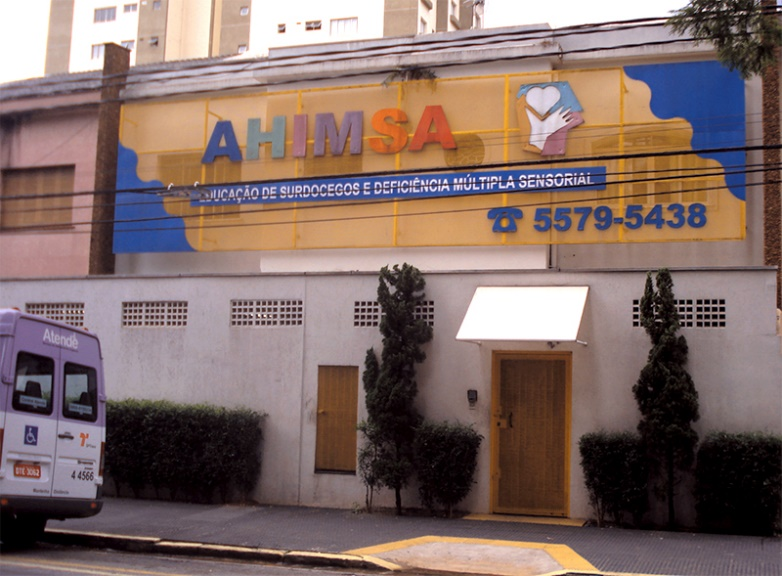 AHIMSA
EDUCAÇÃO DE SURDOCEGOS E DEFICIÊNCIA MÚLTIPLA SENSORIAL
☎ 5579-5438
Atende
4 4566